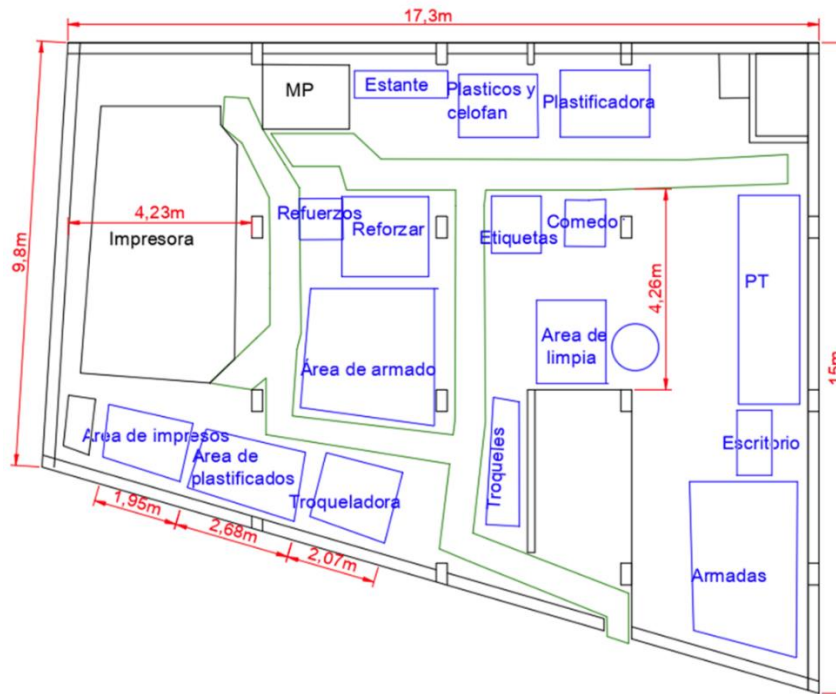 17,3m
MP
Estante
Plasticos y
celofan
Plastificadora
4,23m
Impresora
9,8m
Refuerzos
Reforzar
Etiquetas
Comedo
4,26m
PT
15m
Área de armado
Area de
limpia
Area de impresos
Area de
plastificados
Troqueladora
Troqueles
Escritorio
1,95m
2,68m
2,07m
Armadas